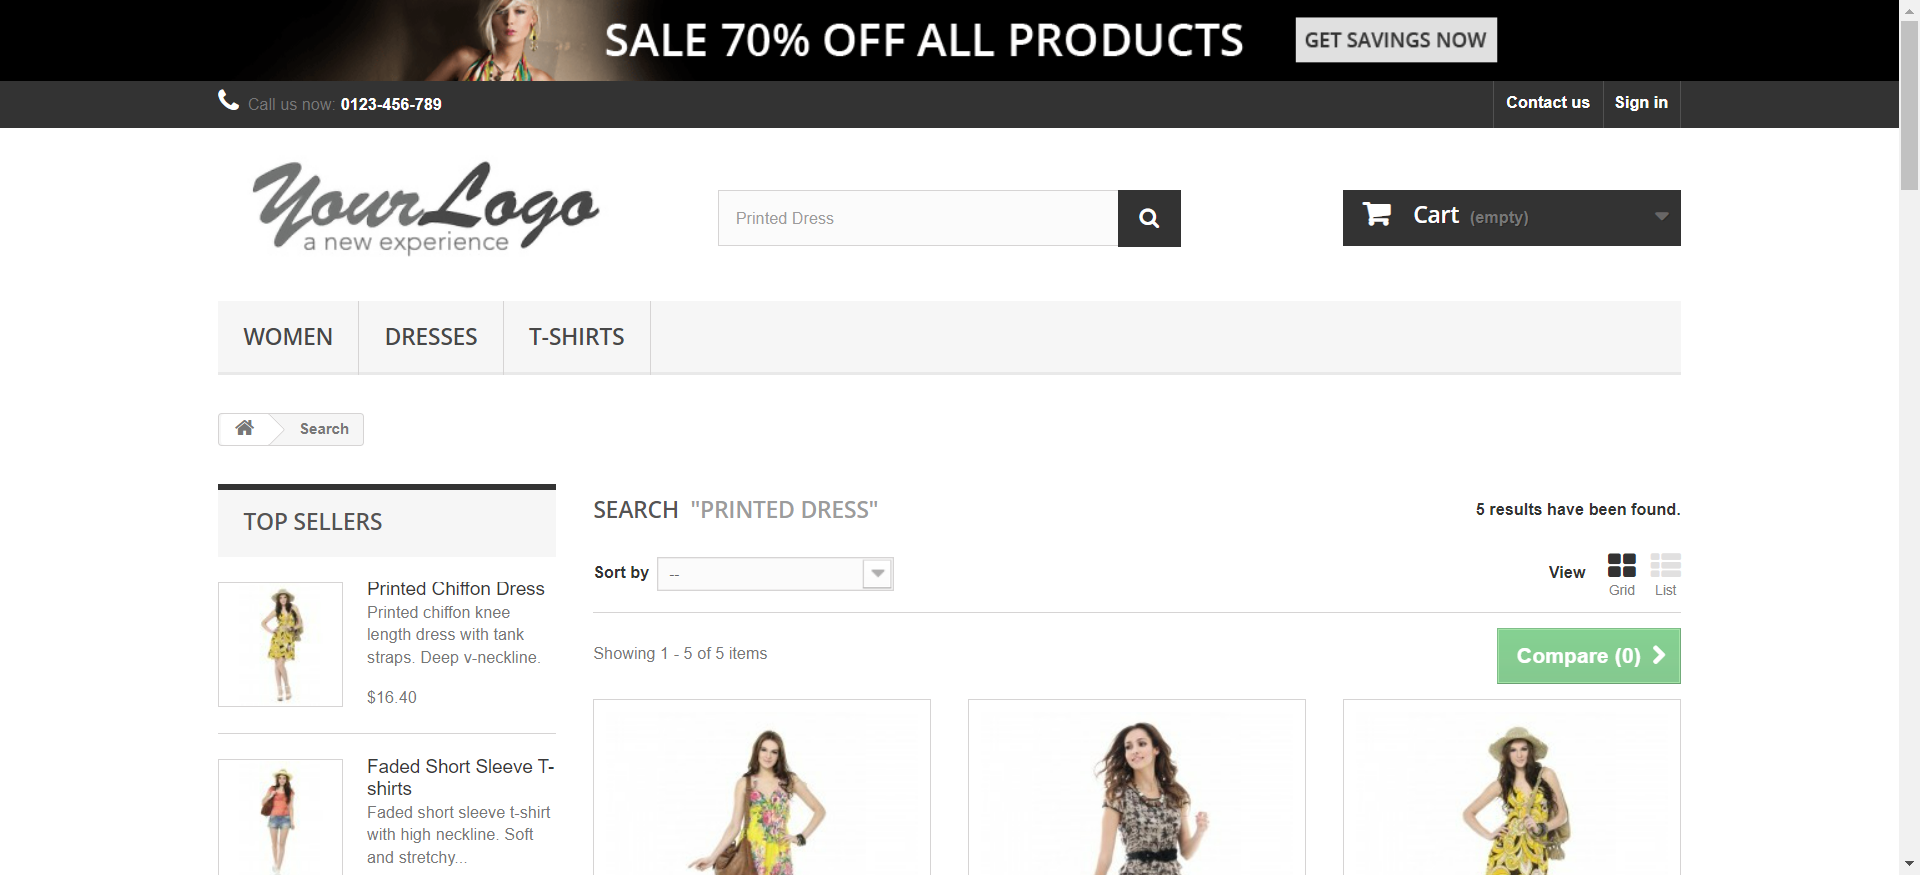 SALE 70% OFF ALL PRODUCTS
GET SAVINGS NOW
Call us now: 0123-456-789
Contact us
Sign in
YourLogo
a new experience
Printed Dress
Cart (empty)
WOMEN
DRESSES
T-SHIRTS
Search
TOP SELLERS
Printed Chiffon Dress
Printed chiffon knee
length dress with tank
straps. Deep v-neckline.
$16.40
Faded Short Sleeve T-
shirts
Faded short sleeve t-shirt
with high neckline. Soft
and stretchy...
SEARCH "PRINTED DRESS"
5 results have been found.
Sort by
--
View
Grid
List
Showing 1 - 5 of 5 items
Compare (0)